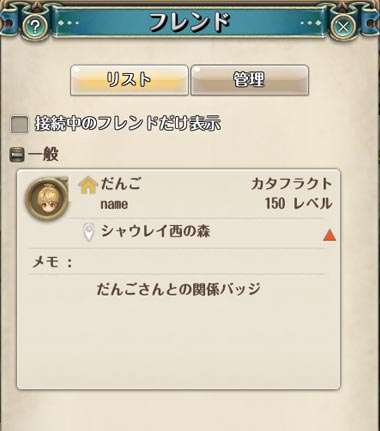 ?
フレンド
リスト 管理
接続中のフレンドだけ表示
一般
だんご カタフラクト
name 150 レベル
シャウレイ西の森
メモ :
だんごさんとの関係バッジ